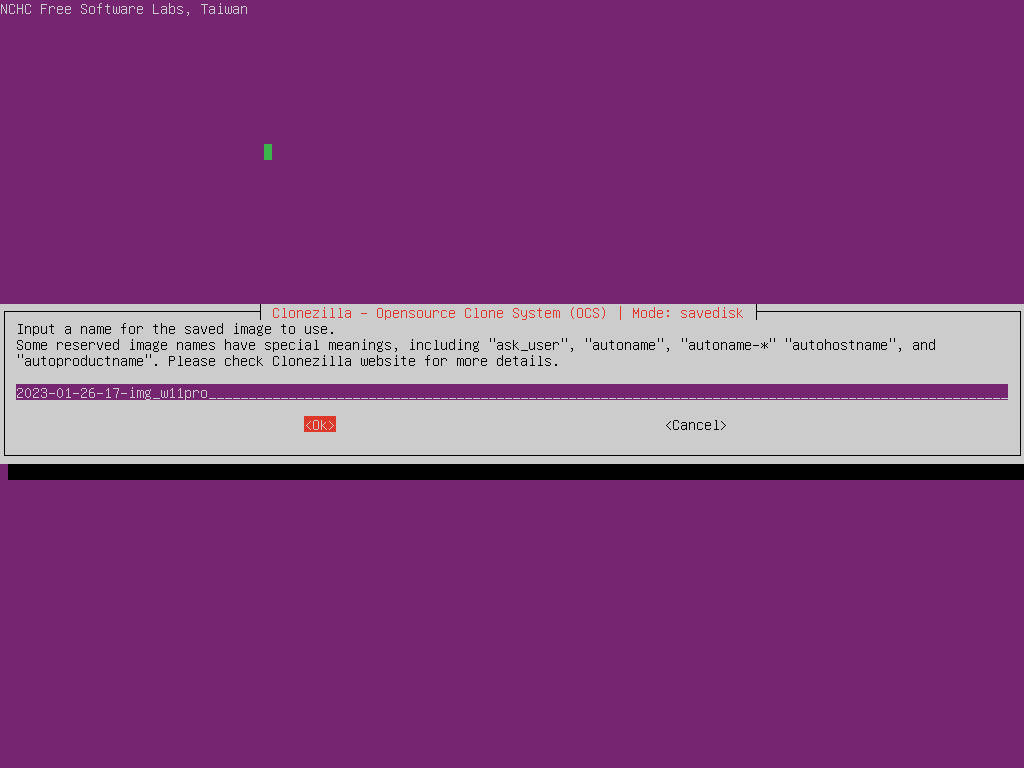 NCHC Free Software Labs, Taiwan
Clonezilla - Opensource Clone System (OCS) | Mode: savedisk
Input a name for the saved image to use.
Some reserved image names have special meanings, including "ask_user", "autoname", "autoname-*" "autohostname", and
"autoproductname". Please check Clonezilla website for more details.
2023-01-26-17-img_w11pro
<Ok> <Cancel>